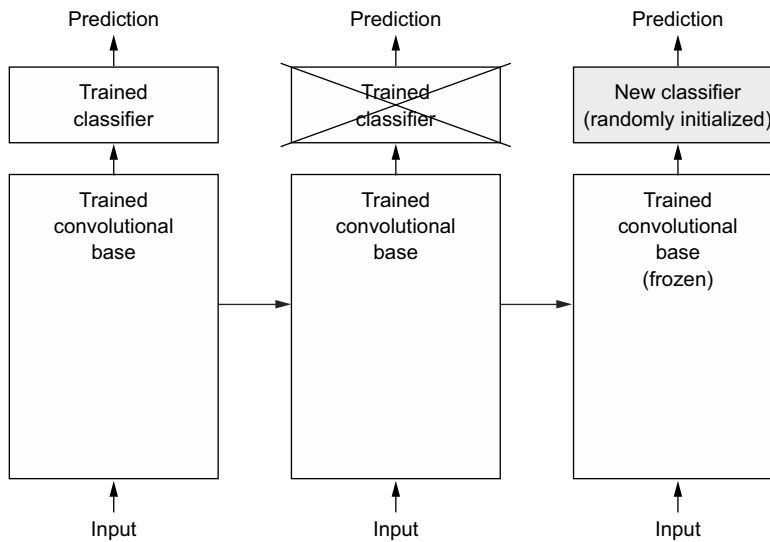 Prediction
Trained
classifier
Trained
convolutional
base
Input
Prediction
Trained
classifier
Trained
convolutional
base
Input
Prediction
New classifier
(randomly initialized)
Trained
convolutional
base
(frozen)
Input